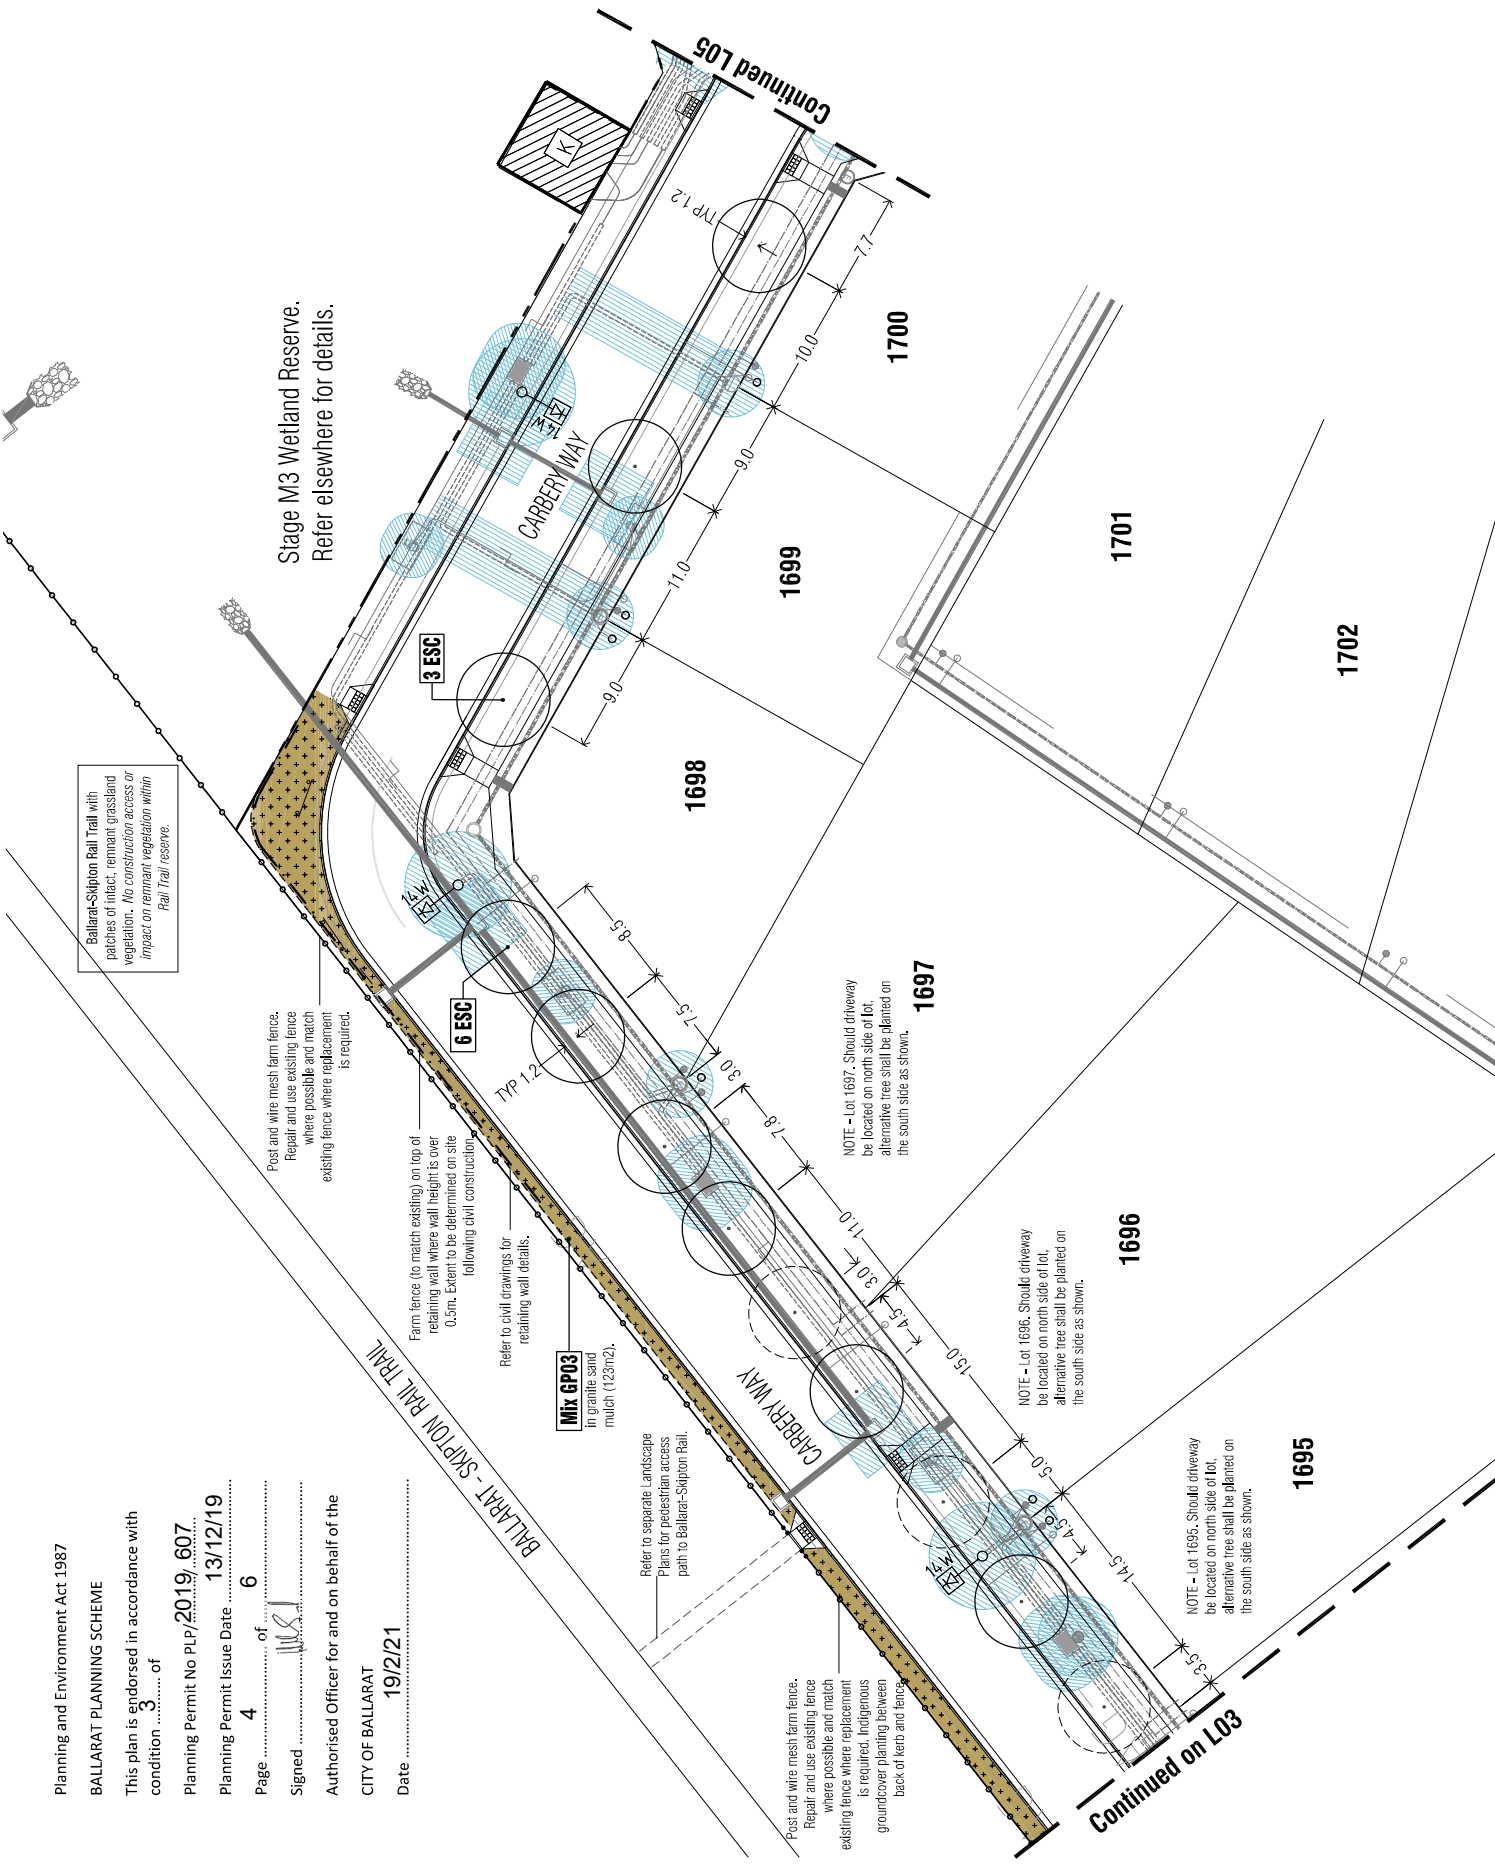 Planning and Environment Act 1987
BALLARAT PLANNING SCHEME
This plan is endorsed in accordance with
condition ...3... of
Planning Permit No PLP/2019/607
Planning Permit Issue Date 13/12/19
Page 4 of 6
Signed
Authorised Officer for and on behalf of the
CITY OF BALLARAT
Date 19/2/21
Ballarat-Skipton Rail Trail with
patches of intact, remnant grassland
vegetation. No construction access or
impact on remnant vegetation within
Rail Trail reserve.
Stage M3 Wetland Reserve.
Refer elsewhere for details.
Continued L05
K
Post and wire mesh farm fence.
Repair and use existing fence
where possible and match
existing fence where replacement
is required.
Farm fence (to match existing) on top of
retaining wall where wall height is over
0.5m. Extent to be determined on site
following civil construction.
Refer to civil drawings for
retaining wall details.
Mix GP03
in granite sand
mulch (123m2).
Refer to separate Landscape
Plans for pedestrian access
path to Ballarat-Skipton Rail.
Post and wire mesh farm fence.
Repair and use existing fence
where possible and match
existing fence where replacement
is required. Indigenous
groundcover planting between
back of kerb and fence
BALLARAT - SKIPTON RAIL TRAIL
CARBERY WAY
CARBERY WAY
3 ESC
6 ESC
TYP 1.2
TYP 1.2
14W
14W
14W
7.7
10.0
9.0
11.0
9.0
8.5
7.5
3.0
7.8
11.0
3.0
4.5
15.0
5.0
4.5
14.5
3.5
1700
1699
1698
1697
1696
1695
1701
1702
NOTE - Lot 1697. Should driveway
be located on north side of lot,
alternative tree shall be planted on
the south side as shown.
NOTE - Lot 1696. Should driveway
be located on north side of lot,
alternative tree shall be planted on
the south side as shown.
NOTE - Lot 1695. Should driveway
be located on north side of lot,
alternative tree shall be planted on
the south side as shown.
Continued on L03